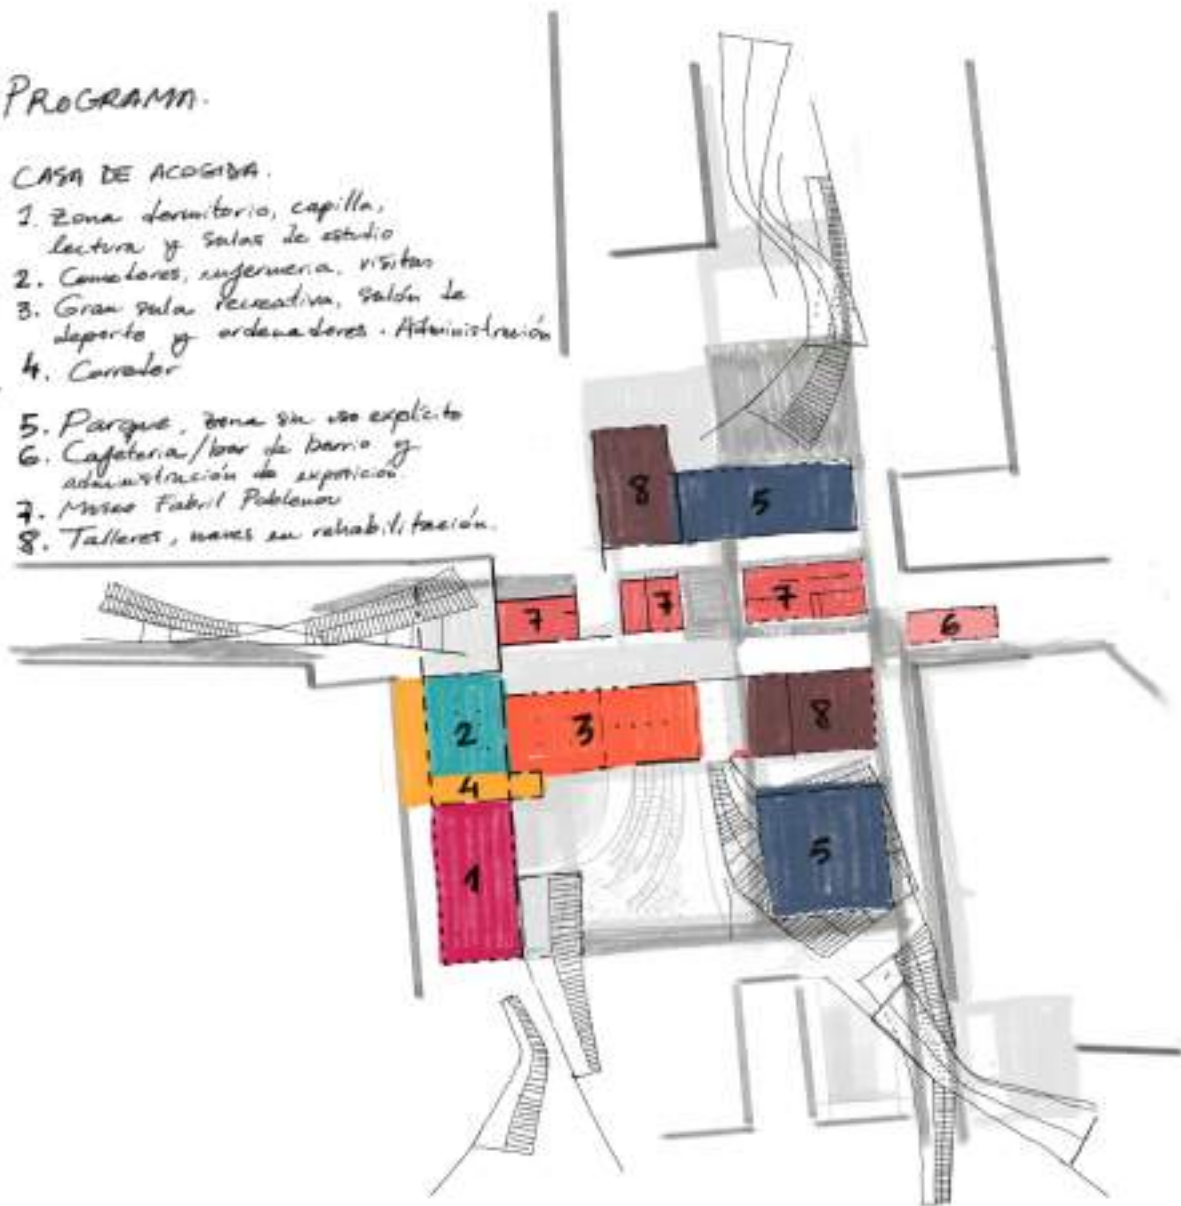 PROGRAMA.
CASA DE ACOGIDA.
1. Zona dormitorio, capilla,
lectura y salas de estudio
2. Comedores, enfermeria, visitas
3. Gran sala recreativa, salón de
deporte y ordenadores. Administración
4. Corredor
5. Parque, zona sin uso explícito
6. Cafeteria/bar de barrio y
administración de exposición.
7. Museo Fabril Poblenou
8. Talleres, naves en rehabilitación.
8
5
7
7
7
6
2
3
8
4
1
5